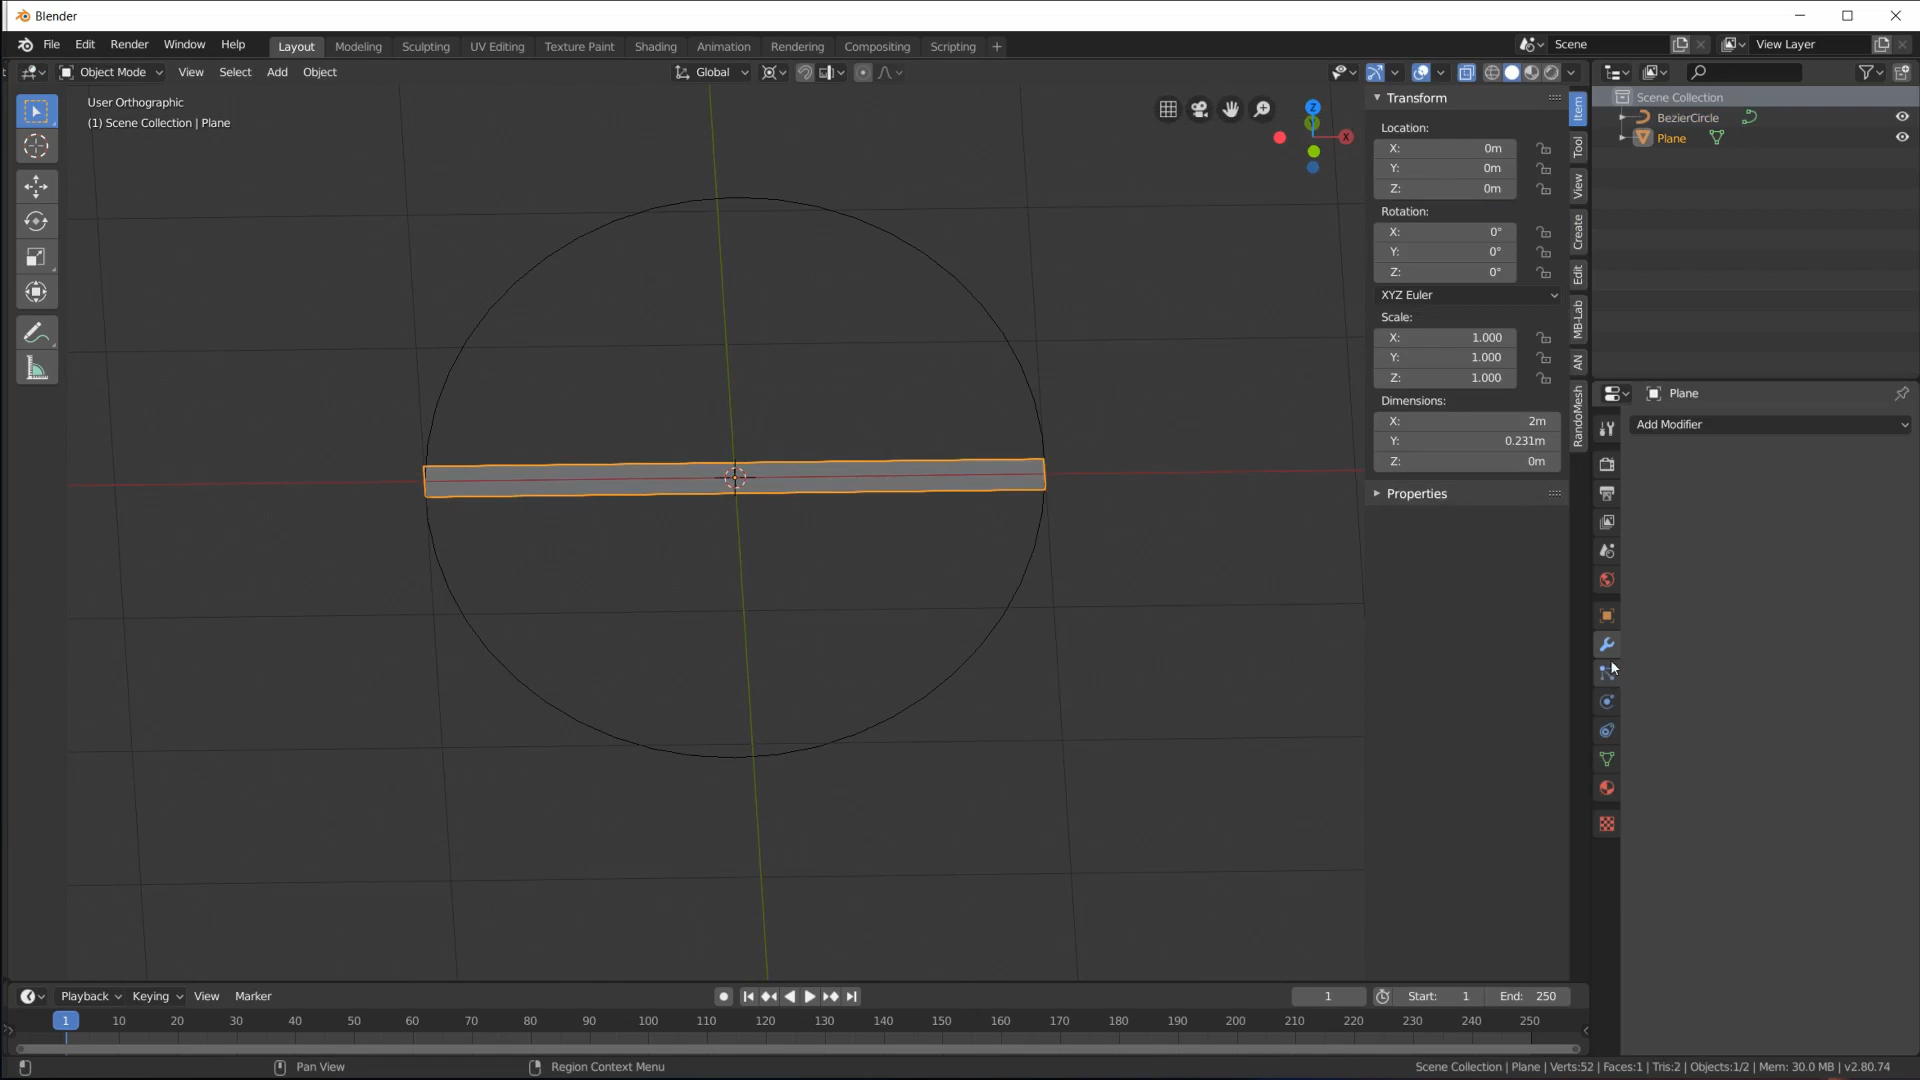 Blender
File Edit Render Window Help Layout Modeling Sculpting UV Editing Texture Paint Shading Animation Rendering Compositing Scripting + Scene View Layer
Object Mode View Select Add Object Global
User Orthographic
(1) Scene Collection | Plane
Z
Y
X
Transform
Location:
X: 0m
Y: 0m
Z: 0m
Rotation:
X: 0°
Y: 0°
Z: 0°
XYZ Euler
Scale:
X: 1.000
Y: 1.000
Z: 1.000
Dimensions:
X: 2m
Y: 0.231m
Z: 0m
Properties
Item
Tool
View
Create
Edit
MB-Lab
AN
RandoMesh
Scene Collection
BezierCircle
Plane
Plane
Add Modifier
Playback Keying View Marker 1 Start: 1 End: 250
1 10 20 30 40 50 60 70 80 90 100 110 120 130 140 150 160 170 180 190 200 210 220 230 240 250
Pan View Region Context Menu Scene Collection | Plane | Verts:52 | Faces:1 | Tris:2 | Objects:1/2 | Mem: 30.0 MB | v2.80.74